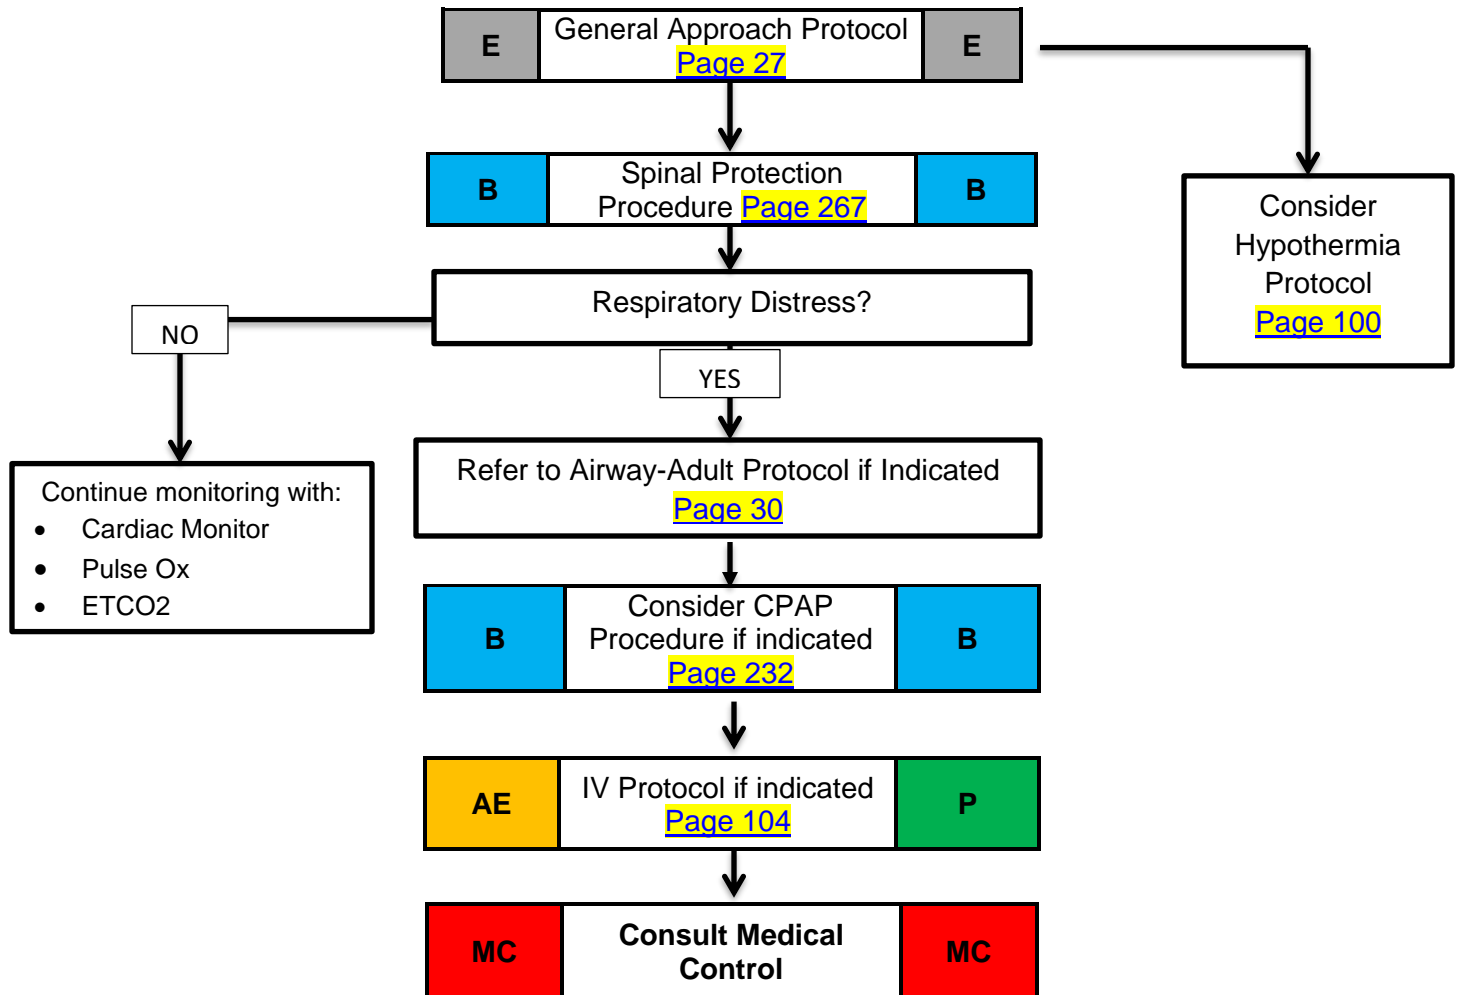 E General Approach Protocol E
Page 27
B Spinal Protection B
Procedure Page 267
Consider
Hypothermia
Protocol
Page 100
Respiratory Distress?
NO
YES
Refer to Airway-Adult Protocol if Indicated
Page 30
Continue monitoring with:
• Cardiac Monitor
• Pulse Ox
• ETCO2
B Consider CPAP B
Procedure if indicated
Page 232
AE IV Protocol if indicated P
Page 104
MC Consult Medical MC
Control